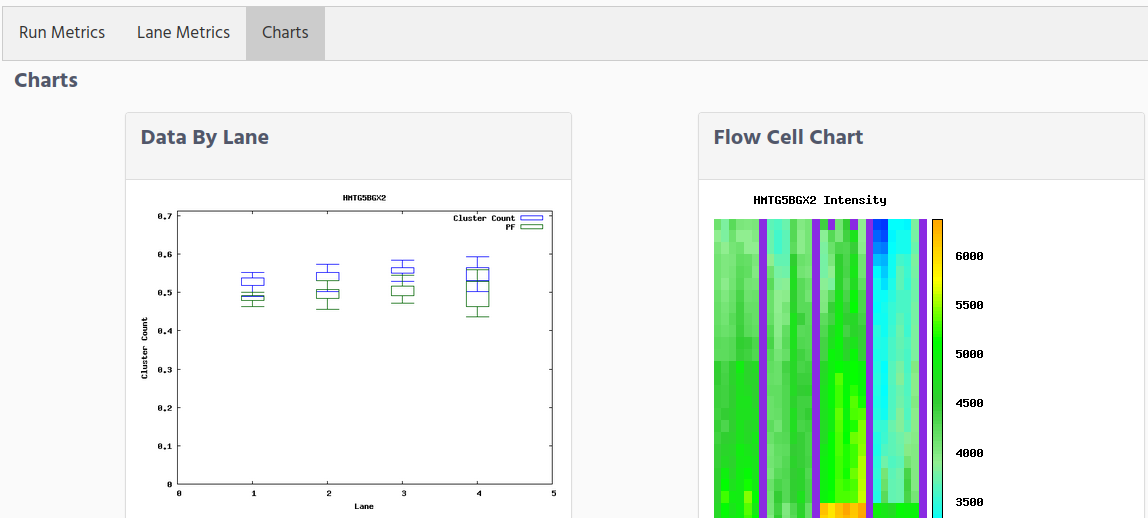 Run Metrics Lane Metrics Charts
Charts
Data By Lane
HMTG5BGX2
Cluster Count
PF
0.7
0.6
0.5
0.4
0.3
0.2
0.1
0
0 1 2 3 4 5
Cluster Count
Lane
Flow Cell Chart
HMTG5BGX2 Intensity
6000
5500
5000
4500
4000
3500